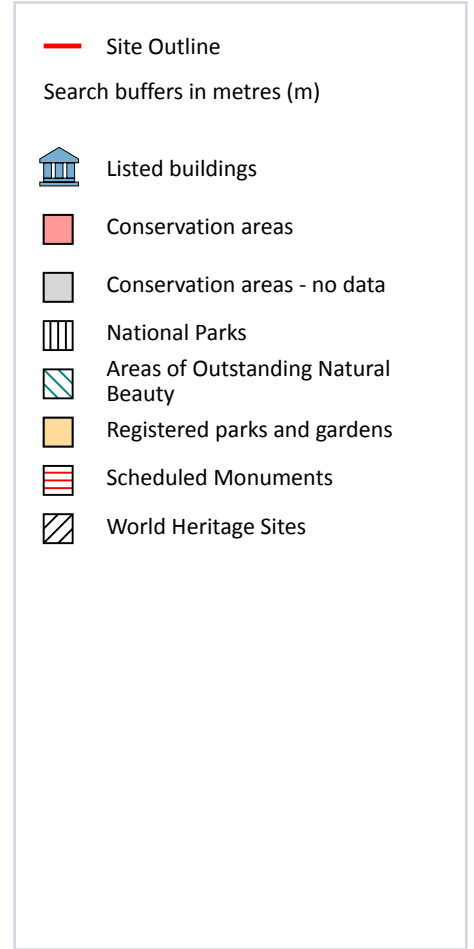 Site Outline
Search buffers in metres (m)
Listed buildings
Conservation areas
Conservation areas - no data
National Parks
Areas of Outstanding Natural
Beauty
Registered parks and gardens
Scheduled Monuments
World Heritage Sites